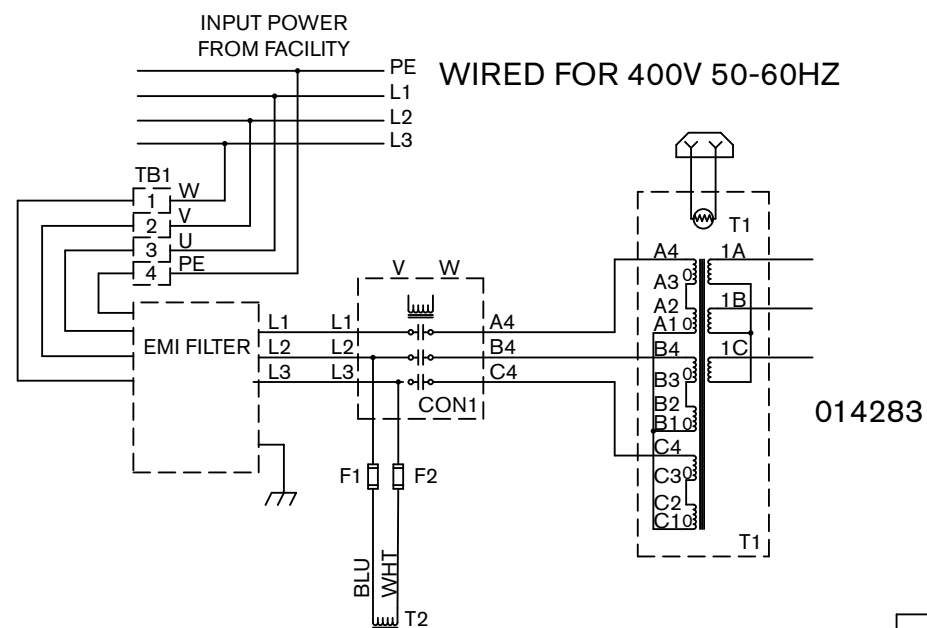 INPUT POWER
FROM FACILITY
PE
L1
L2
L3
WIRED FOR 400V 50-60HZ
TB1
1
W
2
V
3
U
4
PE
EMI FILTER
L1
L2
L3
L1
L2
L3
V W
A4
B4
C4
CON1
F1
F2
BLU
WHT
T2
T1
A4
A3
A2
A1
B4
B3
B2
B1
C4
C3
C2
C1
1A
1B
1C
T1
014283